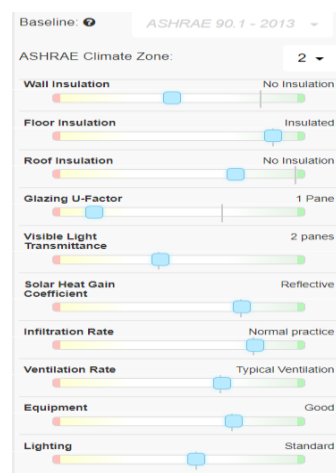 Baseline: ? ASHRAE 90.1 - 2013
ASHRAE Climate Zone: 2
Wall Insulation No Insulation
Floor Insulation Insulated
Roof Insulation No Insulation
Glazing U-Factor 1 Pane
Visible Light 2 panes
Transmittance
Solar Heat Gain Reflective
Coefficient
Infiltration Rate Normal practice
Ventilation Rate Typical Ventilation
Equipment Good
Lighting Standard